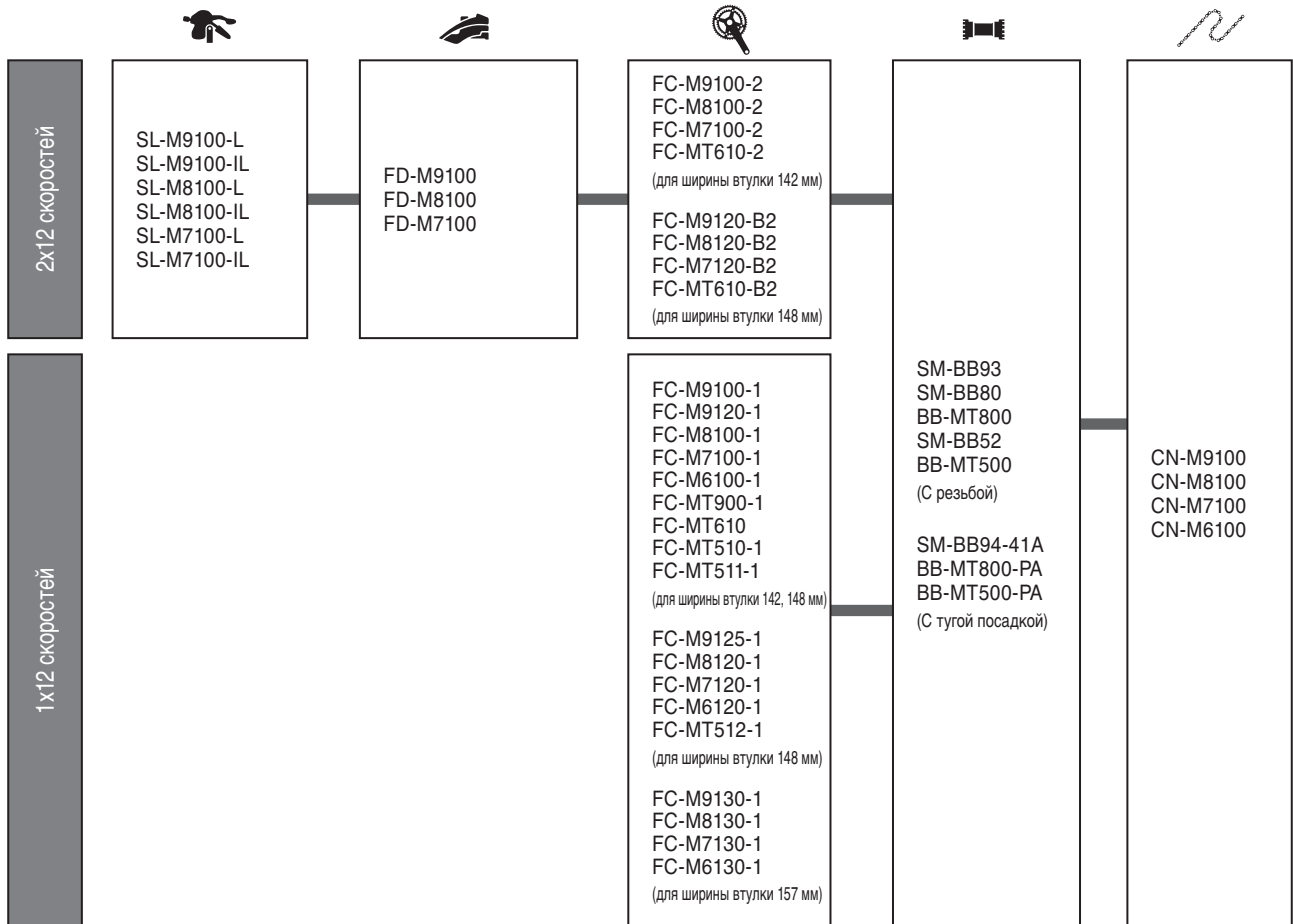 2x12 скоростей
SL-M9100-L
SL-M9100-IL
SL-M8100-L
SL-M8100-IL
SL-M7100-L
SL-M7100-IL
FD-M9100
FD-M8100
FD-M7100
FC-M9100-2
FC-M8100-2
FC-M7100-2
FC-MT610-2
(для ширины втулки 142 мм)
FC-M9120-B2
FC-M8120-B2
FC-M7120-B2
FC-MT610-B2
(для ширины втулки 148 мм)
1x12 скоростей
FC-M9100-1
FC-M9120-1
FC-M8100-1
FC-M7100-1
FC-M6100-1
FC-MT900-1
FC-MT610
FC-MT510-1
FC-MT511-1
(для ширины втулки 142, 148 мм)
FC-M9125-1
FC-M8120-1
FC-M7120-1
FC-M6120-1
FC-MT512-1
(для ширины втулки 148 мм)
FC-M9130-1
FC-M8130-1
FC-M7130-1
FC-M6130-1
(для ширины втулки 157 мм)
SM-BB93
SM-BB80
BB-MT800
SM-BB52
BB-MT500
(С резьбой)
SM-BB94-41A
BB-MT800-PA
BB-MT500-PA
(С тугой посадкой)
CN-M9100
CN-M8100
CN-M7100
CN-M6100